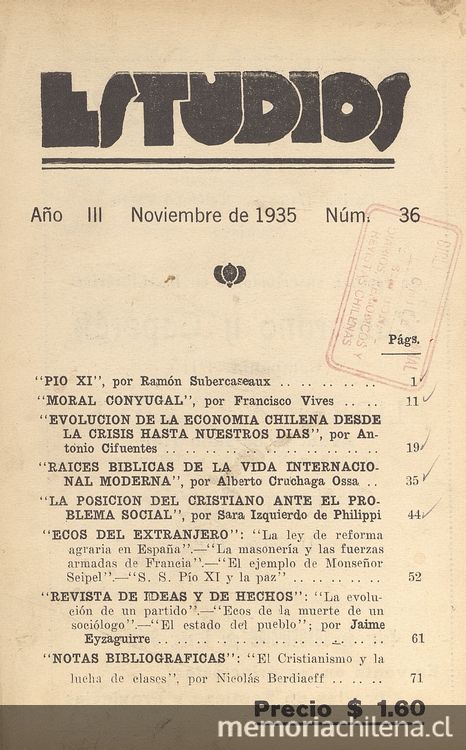 ESTUDIOS
Año III Noviembre de 1935 Núm. 36
REVISTAS CHILENAS
Págs.
"PIO XI", por Ramón Subercaseaux . . . . . . . 1
"MORAL CONYUGAL", por Francisco Vives . . . . 11
"EVOLUCION DE LA ECONOMIA CHILENA DESDE
LA CRISIS HASTA NUESTROS DIAS", por An-
tonio Cifuentes . . . . . . . . . . . . . . . . 19
"RAICES BIBLICAS DE LA VIDA INTERNACIO-
NAL MODERNA", por Alberto Cruchaga Ossa . . 35
"LA POSICION DEL CRISTIANO ANTE EL PRO-
BLEMA SOCIAL", por Sara Izquierdo de Philippi 44
"ECOS DEL EXTRANJERO": "La ley de reforma
agraria en España".—"La masonería y las fuerzas
armadas de Francia".—"El ejemplo de Monseñor
Seipel".—"S. S. Pío XI y la paz" . . . . . . . . 52
"REVISTA DE IDEAS Y DE HECHOS": "La evolu-
ción de un partido".—"Ecos de la muerte de un
sociólogo".—"El estado del pueblo"; por Jaime
Eyzaguirre . . . . . . . . . . . . . . . . . . 61
"NOTAS BIBLIOGRAFICAS": "El Cristianismo y la
lucha de clases", por Nicolás Berdiaeff . . . . . 71
Precio $ 1.60
memoriachilena.cl